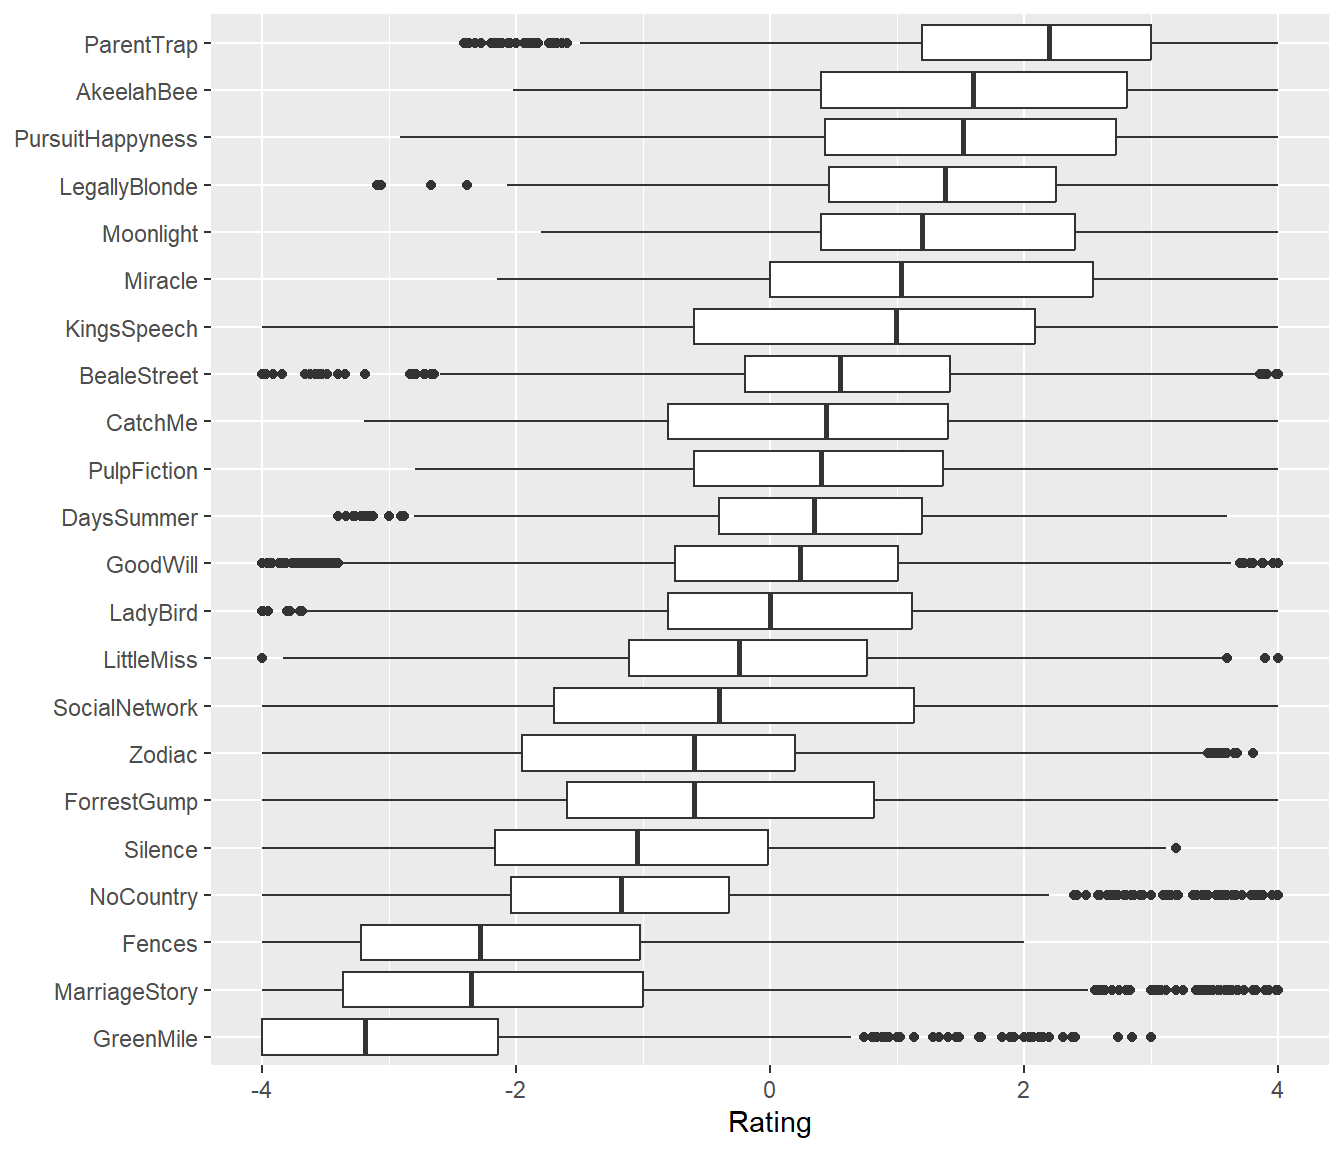 ParentTrap
AkeelahBee
PursuitHappyness
LegallyBlonde
Moonlight
Miracle
KingsSpeech
BealeStreet
CatchMe
PulpFiction
DaysSummer
GoodWill
LadyBird
LittleMiss
SocialNetwork
Zodiac
ForrestGump
Silence
NoCountry
Fences
MarriageStory
GreenMile
-4 -2 0 2 4
Rating